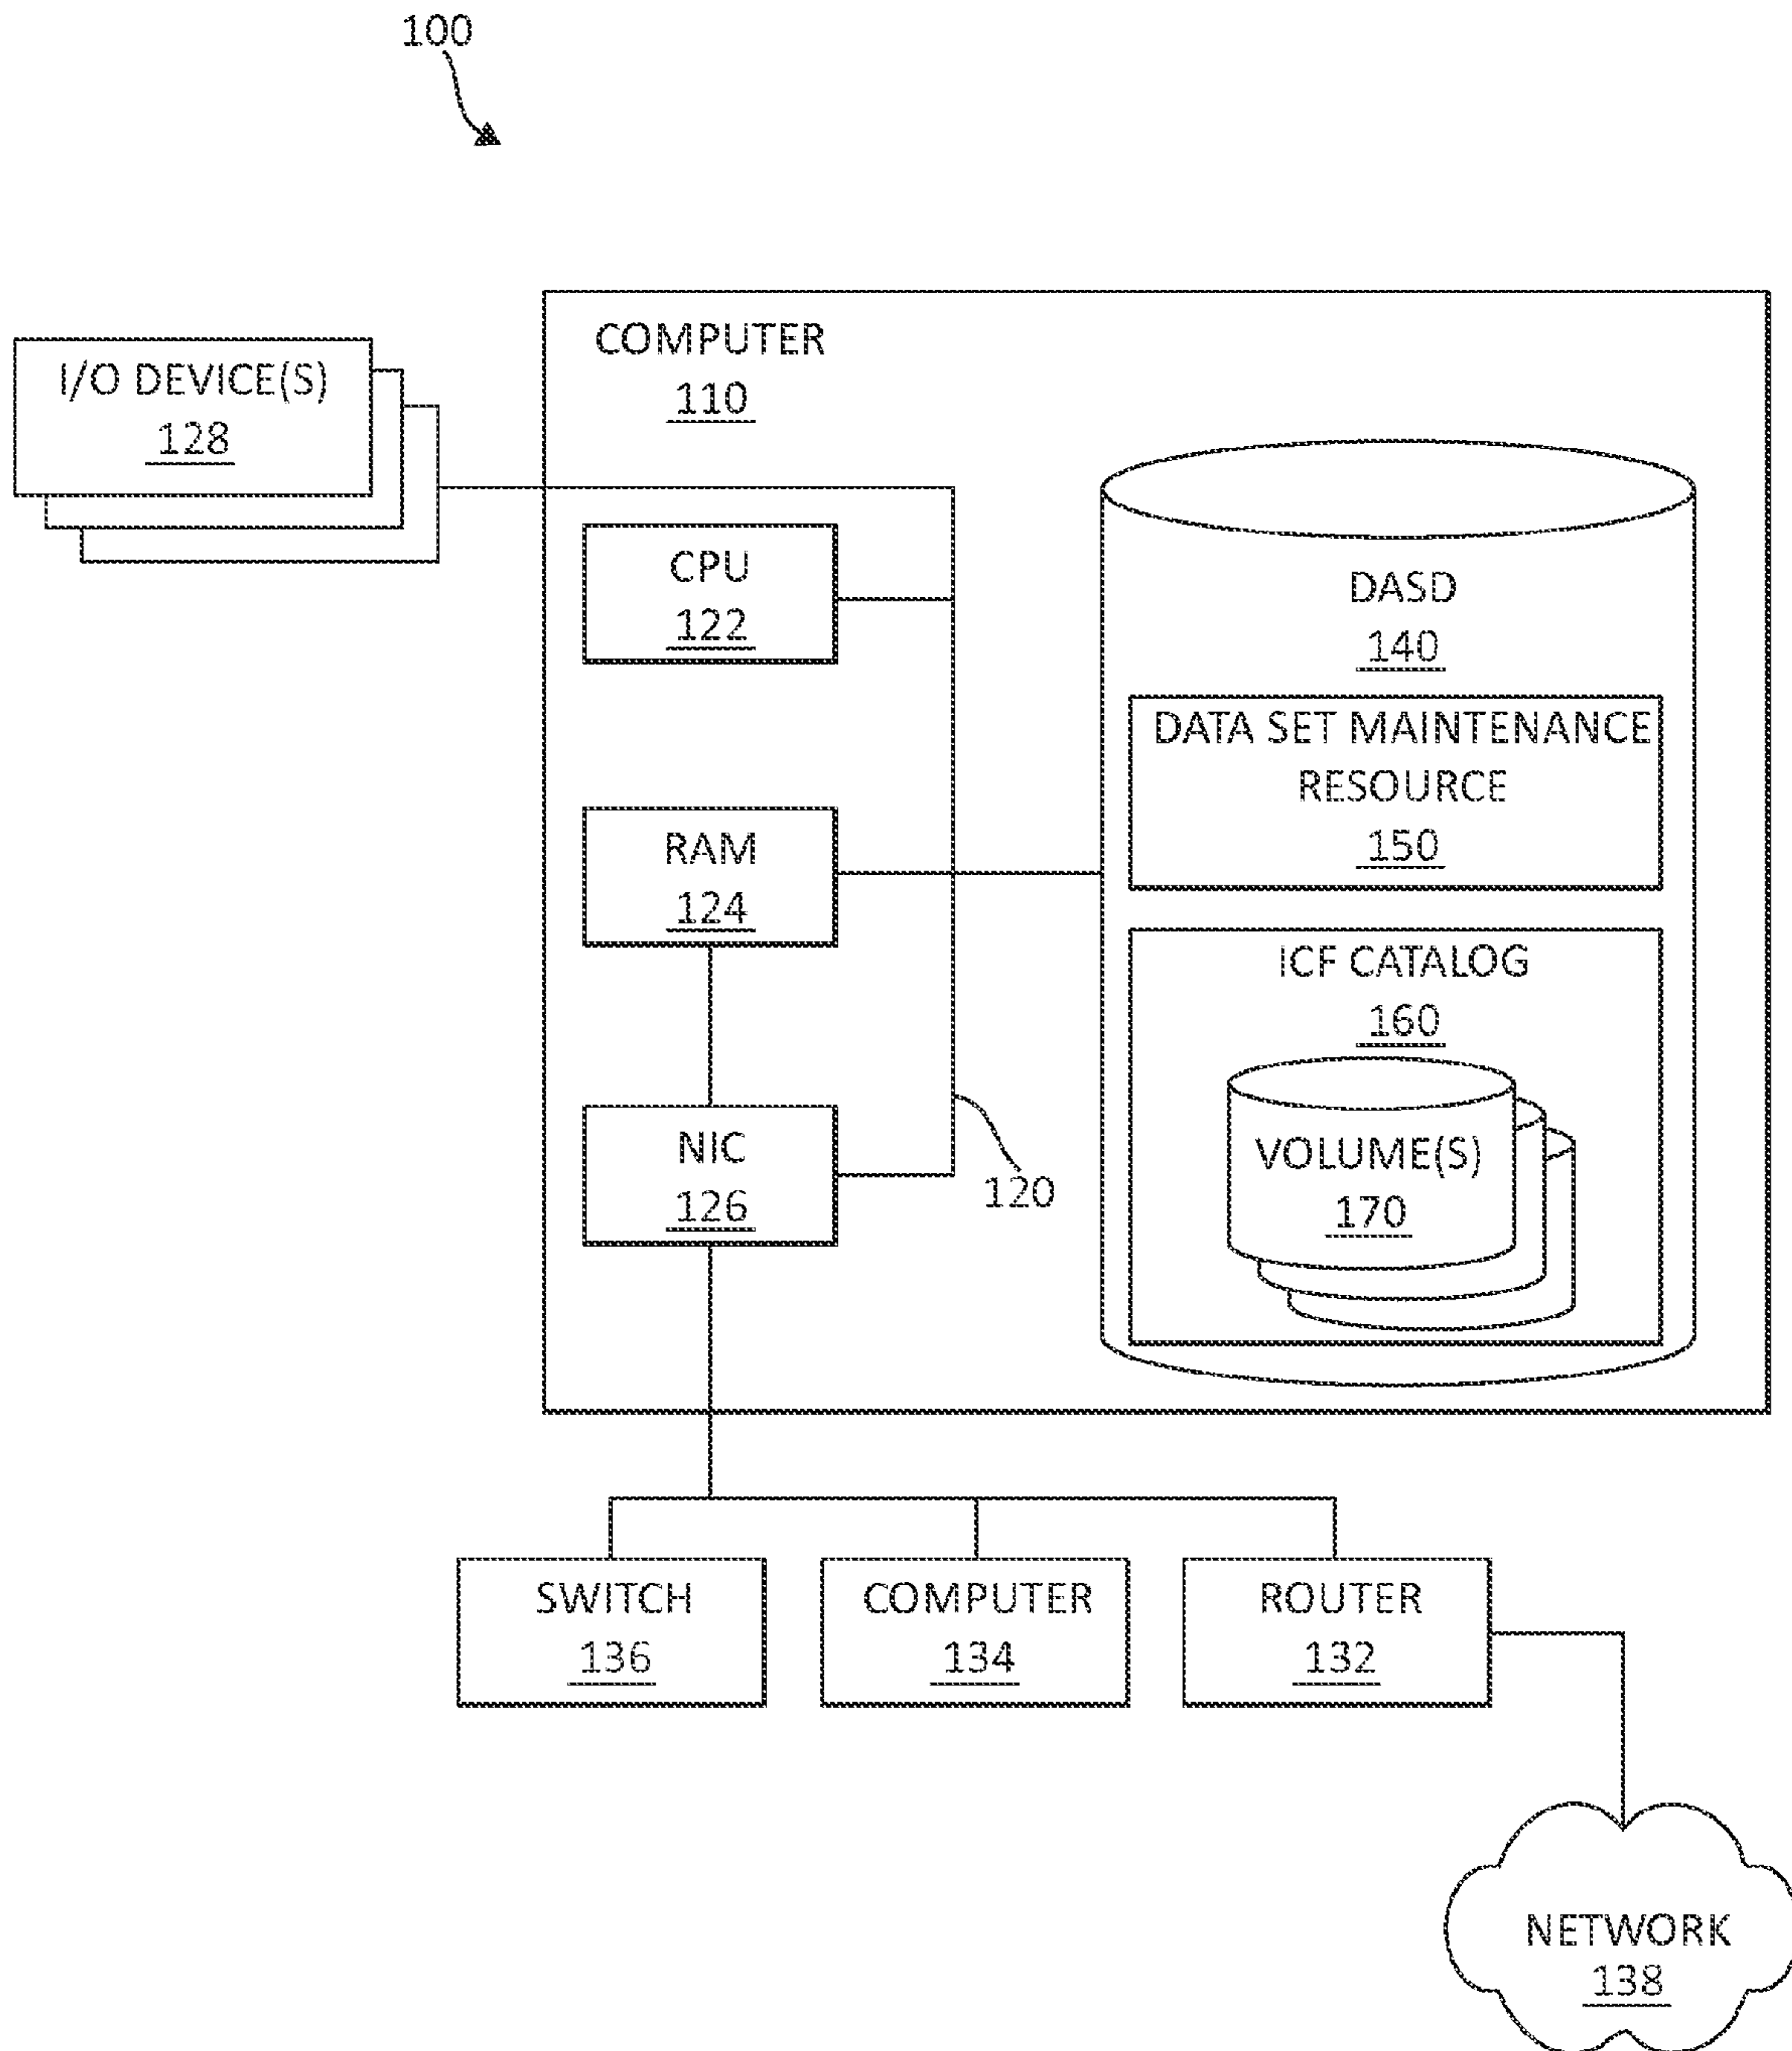 100
COMPUTER
110
I/O DEVICE(S)
128
CPU
122
RAM
124
NIC
126
120
DASD
140
DATA SET MAINTENANCE
RESOURCE
150
ICF CATALOG
160
VOLUME(S)
170
SWITCH
136
COMPUTER
134
ROUTER
132
NETWORK
138